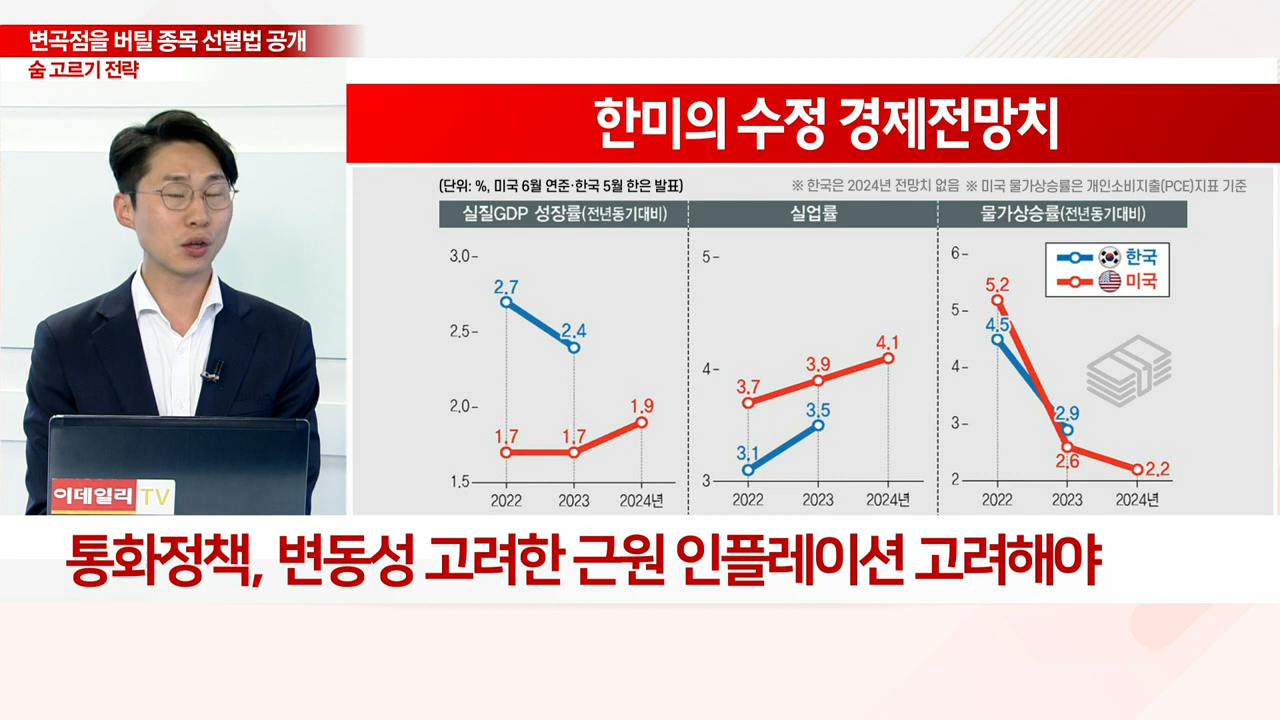 변곡점을 버틸 종목 선별법 공개
숨 고르기 전략
한미의 수정 경제전망치
(단위: %, 미국 6월 연준·한국 5월 한은 발표)
※ 한국은 2024년 전망치 없음 ※ 미국 물가상승률은 개인소비지출(PCE)지표 기준
실질GDP 성장률(전년동기대비)
3.0
2.5
2.0
1.5
2.7
2.4
1.7
1.7
1.9
2022
2023
2024년
실업률
5
4
3
3.7
3.9
4.1
3.1
3.5
2022
2023
2024년
물가상승률(전년동기대비)
한국
미국
6
5
4
3
2
5.2
4.5
2.9
2.6
2.2
2022
2023
2024년
이데일리 TV
통화정책, 변동성 고려한 근원 인플레이션 고려해야